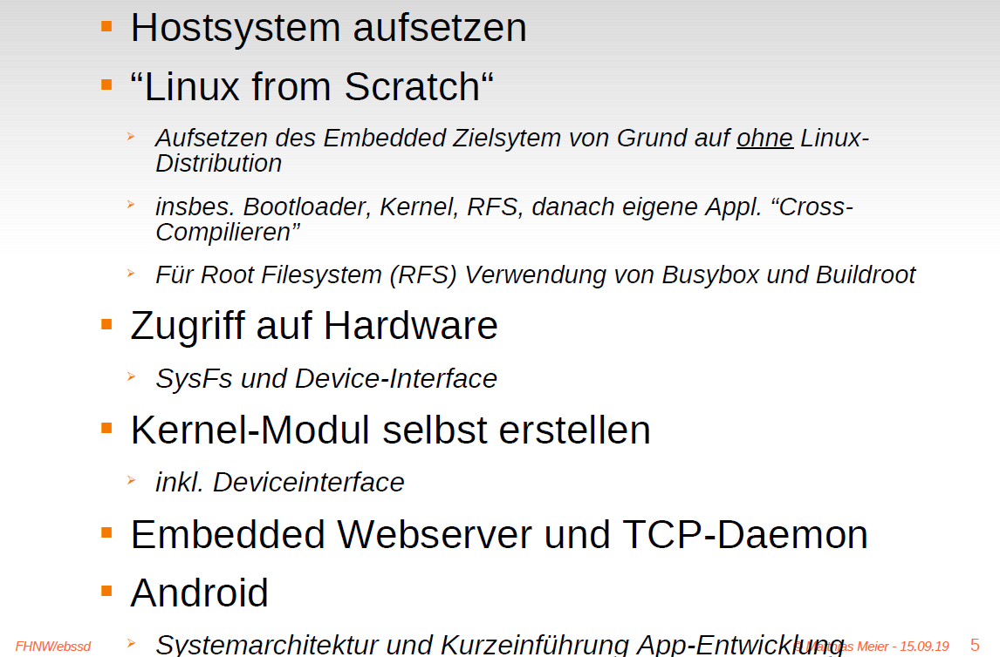 Hostsystem aufsetzen
“Linux from Scratch“
Aufsetzen des Embedded Zielsytem von Grund auf ohne Linux-
Distribution
insbes. Bootloader, Kernel, RFS, danach eigene Appl. “Cross-
Compilieren”
Für Root Filesystem (RFS) Verwendung von Busybox und Buildroot
Zugriff auf Hardware
SysFs und Device-Interface
Kernel-Modul selbst erstellen
inkl. Deviceinterface
Embedded Webserver und TCP-Daemon
Android
Systemarchitektur und Kurzeinführung App-Entwicklung
FHNW/ebssd
© Matthias Meier - 15.09.19
5